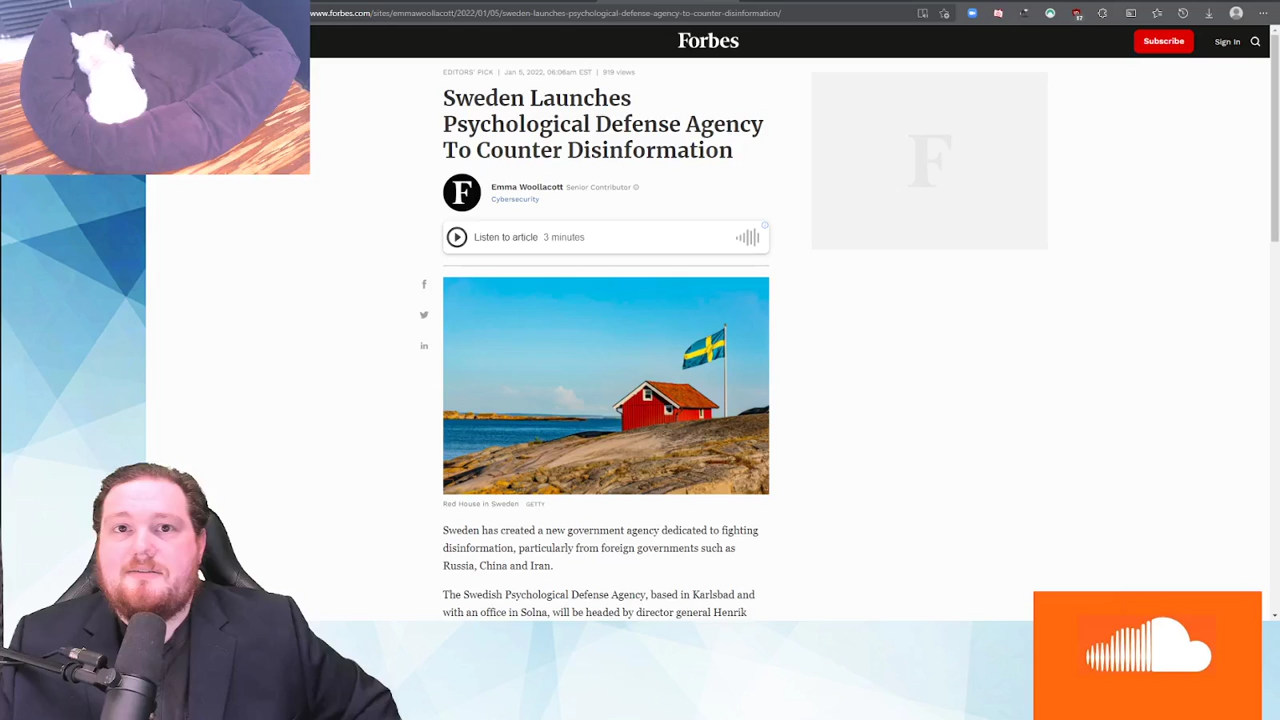 www.forbes.com/sites/emmawoollacott/2022/01/05/sweden-launches-psychological-defense-agency-to-counter-disinformation/
Forbes
Subscribe
Sign In
EDITORS' PICK | Jan 5, 2022, 06:06am EST | 919 views
Sweden Launches
Psychological Defense Agency
To Counter Disinformation
F
Emma Woollacott Senior Contributor
Cybersecurity
Listen to article 3 minutes
F
Red House in Sweden GETTY
Sweden has created a new government agency dedicated to fighting
disinformation, particularly from foreign governments such as
Russia, China and Iran.
The Swedish Psychological Defense Agency, based in Karlsbad and
with an office in Solna, will be headed by director general Henrik